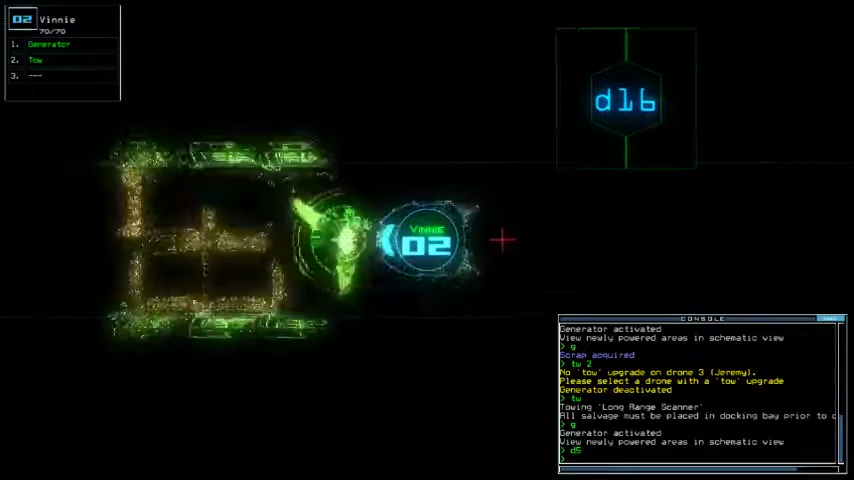 02 Vinnie
70/70
1. Generator
2. Tow
3. ---
d16
Vinnie
02
CONSOLE
Generator activated
View newly powered areas in schematic view
> g
Scrap acquired
> tw 2
No 'tow' upgrade on drone 3 (Jeremy).
Please select a drone with a 'tow' upgrade
Generator deactivated
> tw
Towing 'Long Range Scanner'
All salvage must be placed in docking bay prior to
> g
Generator activated
View newly powered areas in schematic view
> d5
>